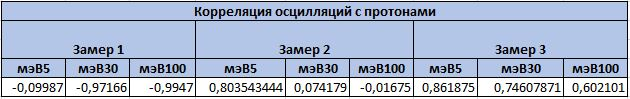 Корреляция осцилляций с протонами
Замер 1 Замер 2 Замер 3
мэВ5 мэВ30 мэВ100 мэВ5 мэВ30 мэВ100 мэВ5 мэВ30 мэВ100
-0,09987 -0,97166 -0,9947 0,803543444 0,074179 -0,01675 0,861875 0,74607871 0,602101